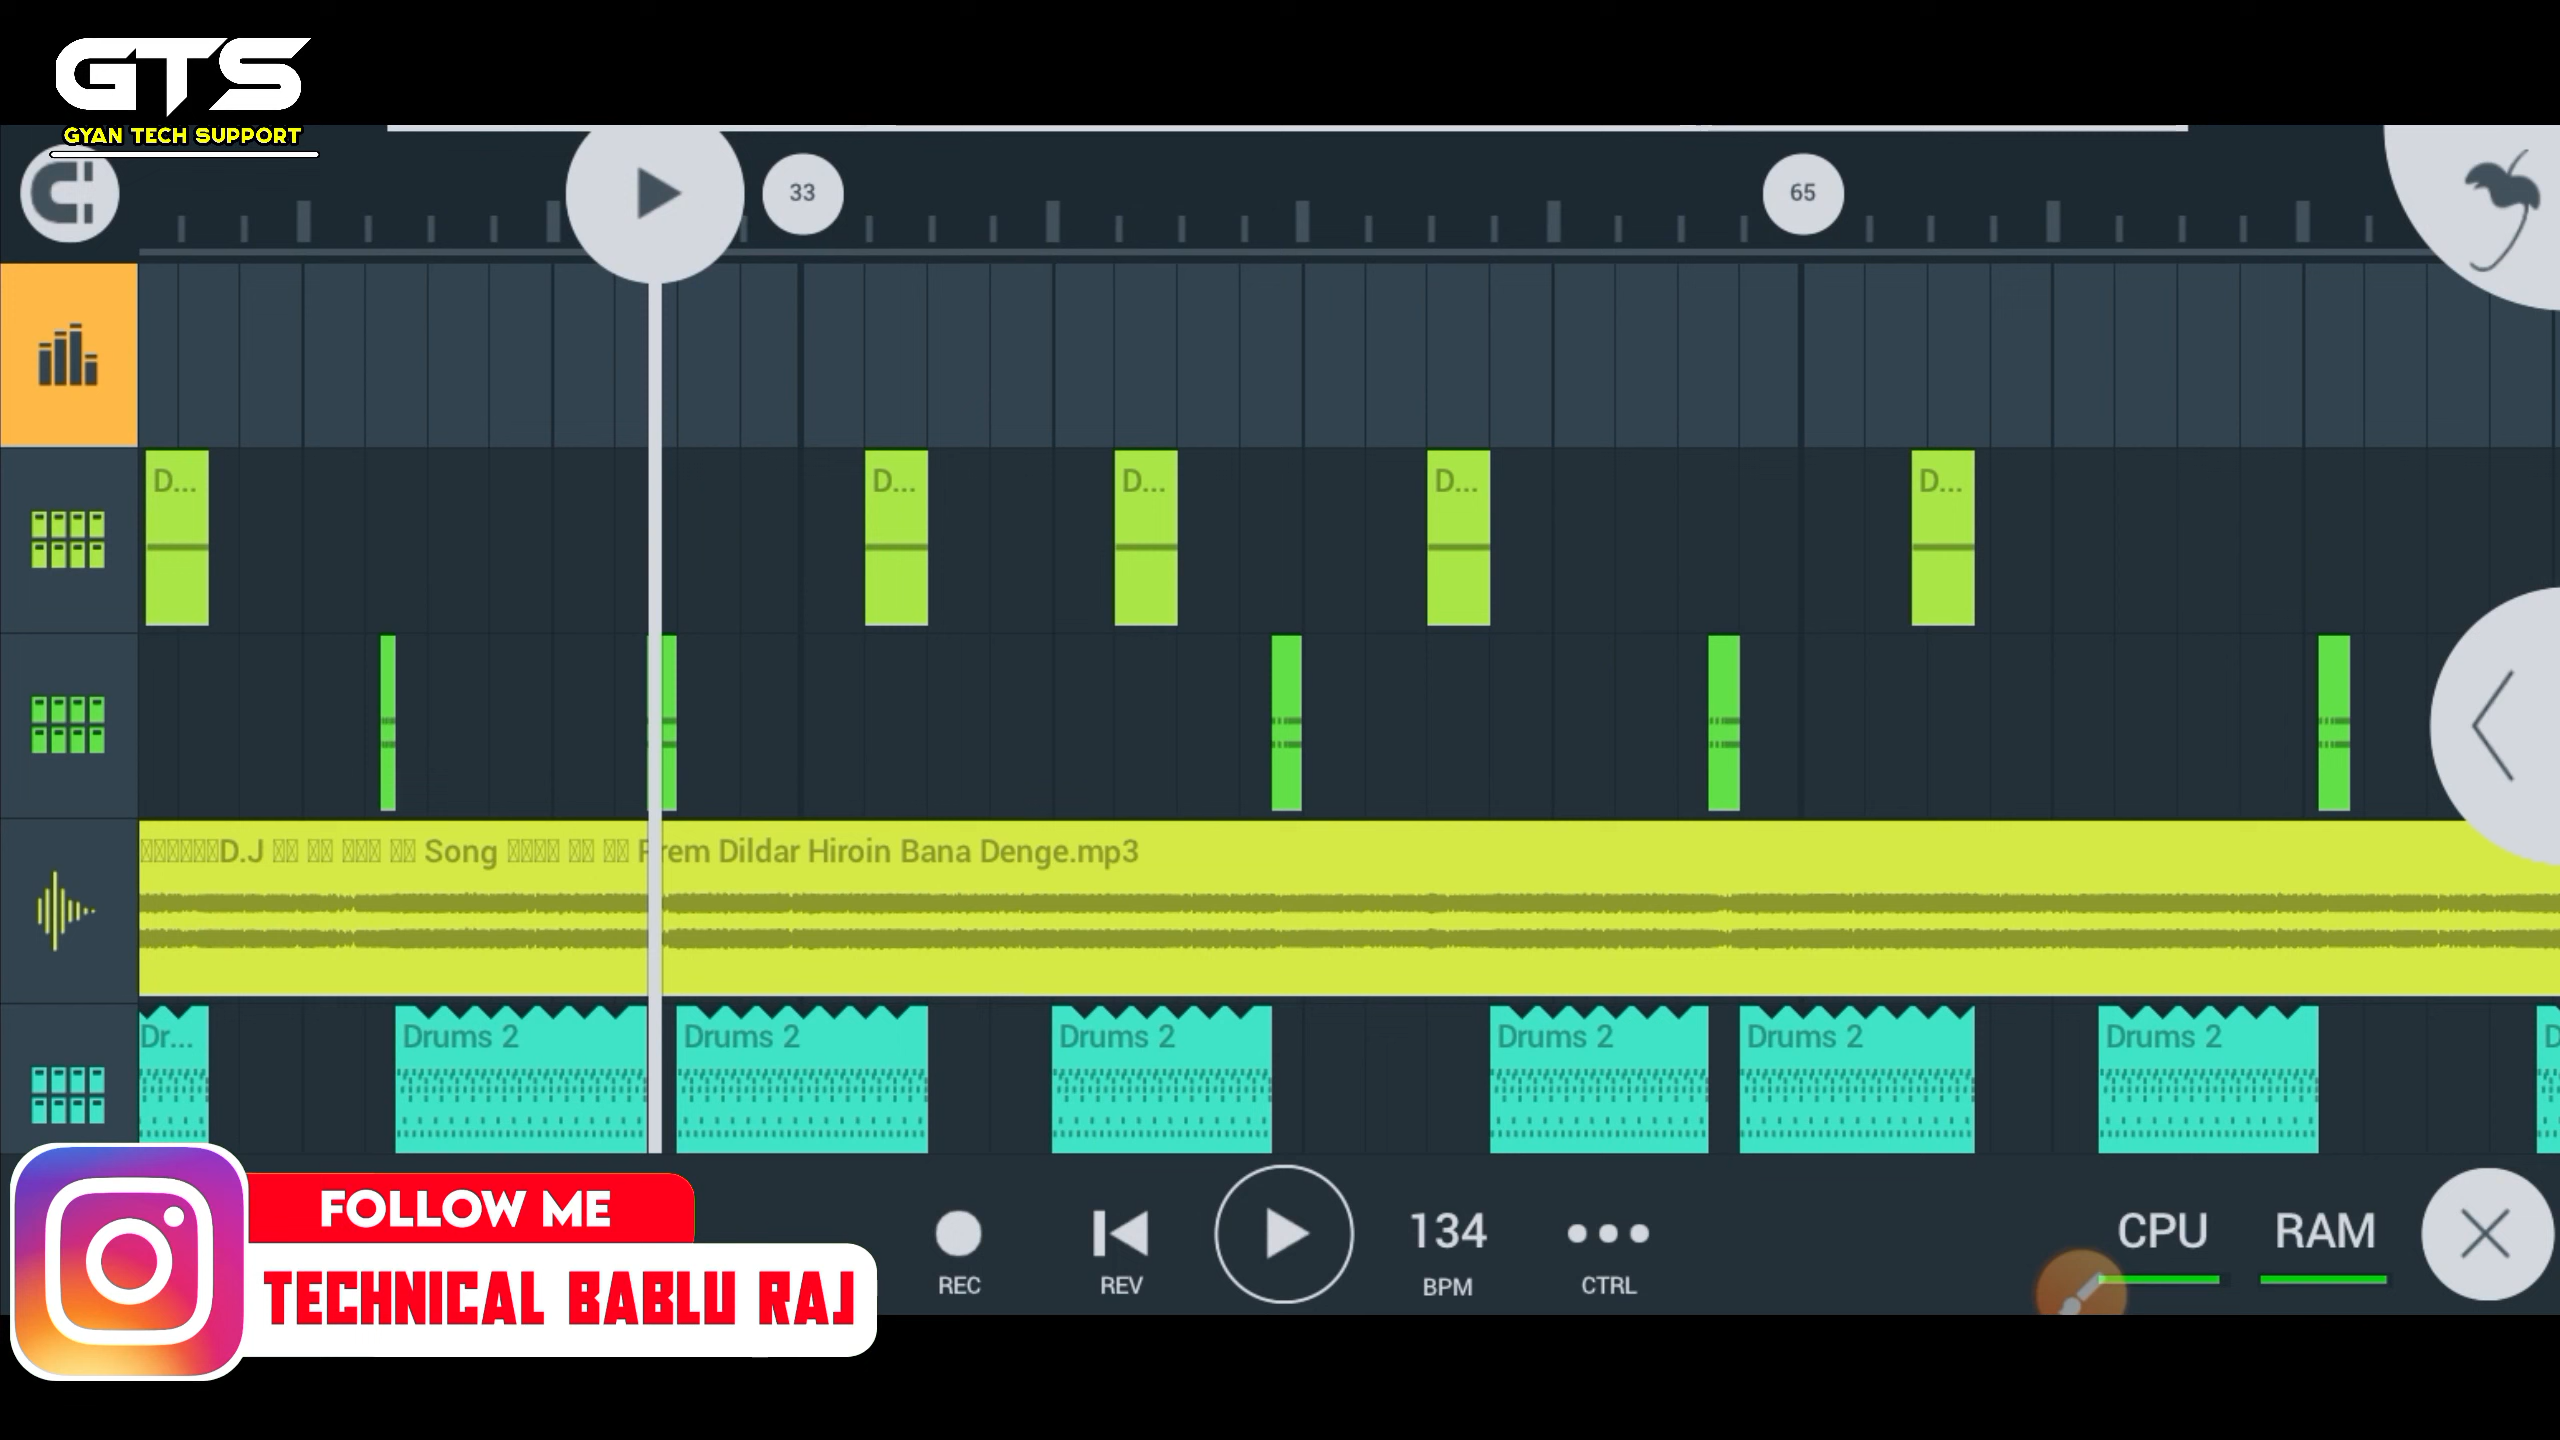 GTS
GYAN TECH SUPPORT
33
65
D...
D...
D...
D...
D...
D.J Song Prem Dildar Hiroin Bana Denge.mp3
Dr...
Drums 2
Drums 2
Drums 2
Drums 2
Drums 2
Drums 2
D
FOLLOW ME
TECHNICAL BABLU RAJ
REC
REV
134
BPM
CTRL
CPU
RAM